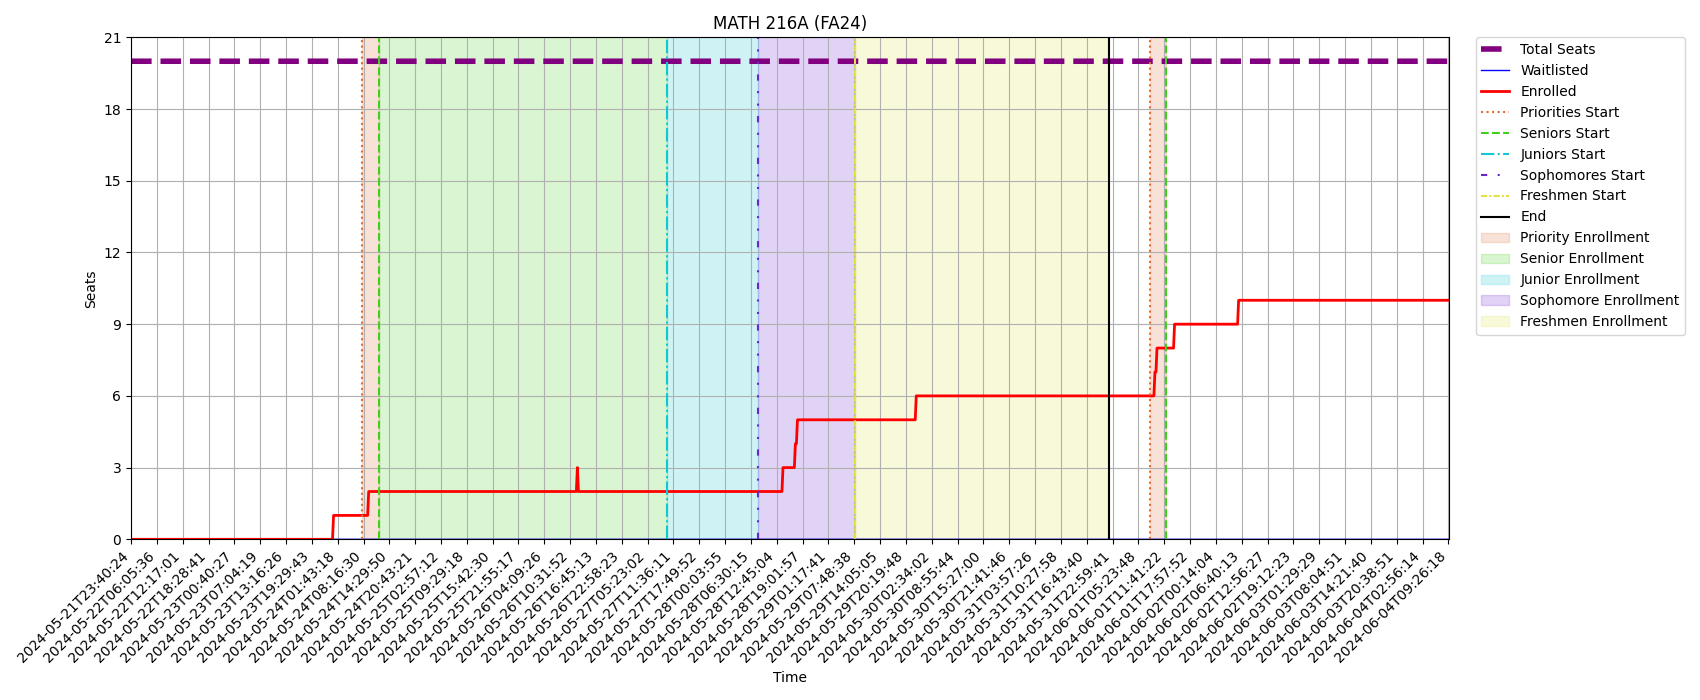 MATH 216A (FA24)
21
18
15
12
9
6
3
0
Seats
2024-05-21T23:40:24
2024-05-22T06:05:36
2024-05-22T12:17:01
2024-05-22T18:28:41
2024-05-23T00:40:27
2024-05-23T07:04:19
2024-05-23T13:16:26
2024-05-23T19:29:43
2024-05-24T01:43:18
2024-05-24T08:16:30
2024-05-24T14:29:50
2024-05-24T20:43:21
2024-05-25T02:57:12
2024-05-25T09:29:18
2024-05-25T15:42:30
2024-05-25T21:55:17
2024-05-26T04:09:26
2024-05-26T10:31:52
2024-05-26T16:45:13
2024-05-26T22:58:23
2024-05-27T05:23:02
2024-05-27T11:36:11
2024-05-27T17:49:52
2024-05-28T00:03:55
2024-05-28T06:30:15
2024-05-28T12:45:04
2024-05-28T19:01:57
2024-05-29T01:17:41
2024-05-29T07:48:38
2024-05-29T14:05:05
2024-05-29T20:19:48
2024-05-30T02:34:02
2024-05-30T08:55:44
2024-05-30T15:27:00
2024-05-30T21:41:46
2024-05-31T03:57:26
2024-05-31T10:27:58
2024-05-31T16:43:40
2024-05-31T22:59:41
2024-06-01T05:23:48
2024-06-01T11:41:22
2024-06-01T17:57:52
2024-06-02T00:14:04
2024-06-02T06:40:13
2024-06-02T12:56:27
2024-06-02T19:12:23
2024-06-03T01:29:29
2024-06-03T08:04:51
2024-06-03T14:21:40
2024-06-03T20:38:51
2024-06-04T02:56:14
2024-06-04T09:26:18
Time
Total Seats
Waitlisted
Enrolled
Priorities Start
Seniors Start
Juniors Start
Sophomores Start
Freshmen Start
End
Priority Enrollment
Senior Enrollment
Junior Enrollment
Sophomore Enrollment
Freshmen Enrollment